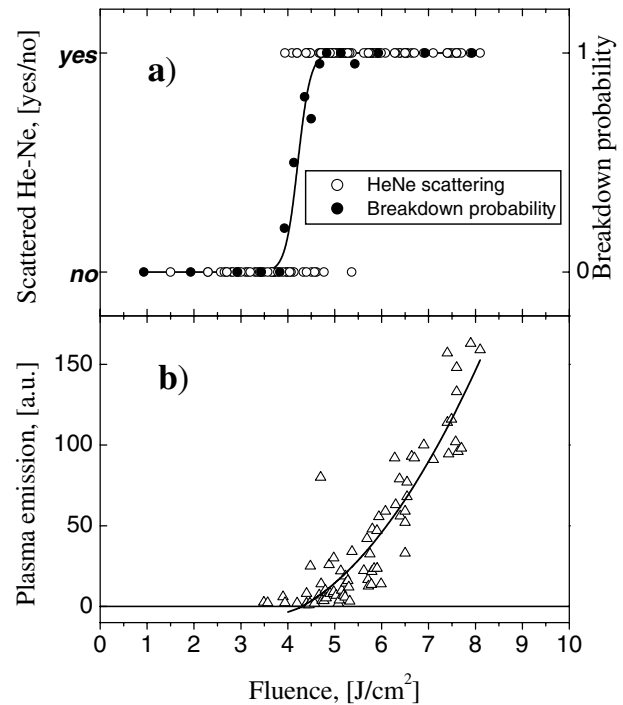 a)
yes
no
Scattered He-Ne, [yes/no]
1
0
Breakdown probability
HeNe scattering
Breakdown probability
b)
150
100
50
0
Plasma emission, [a.u.]
0 1 2 3 4 5 6 7 8 9 10
Fluence, [J/cm²]